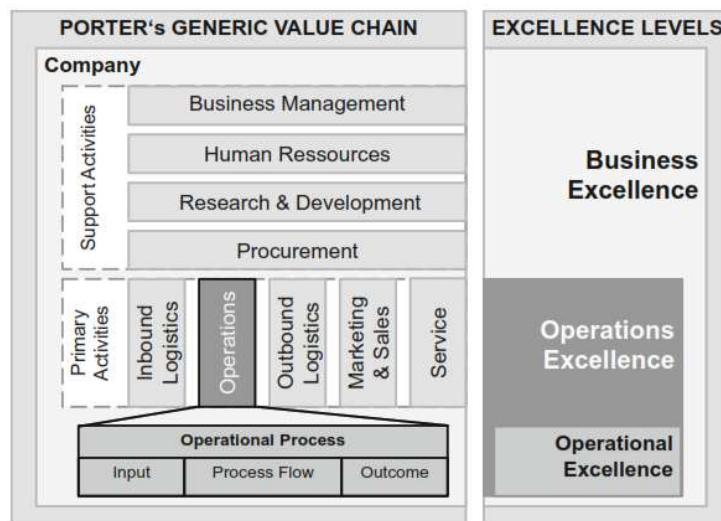 PORTER‘s GENERIC VALUE CHAIN
Company
Support Activities
Business Management
Human Ressources
Research & Development
Procurement
Primary
Activities
Inbound
Logistics
Operations
Outbound
Logistics
Marketing
& Sales
Service
Operational Process
Input
Process Flow
Outcome
EXCELLENCE LEVELS
Business
Excellence
Operations
Excellence
Operational
Excellence